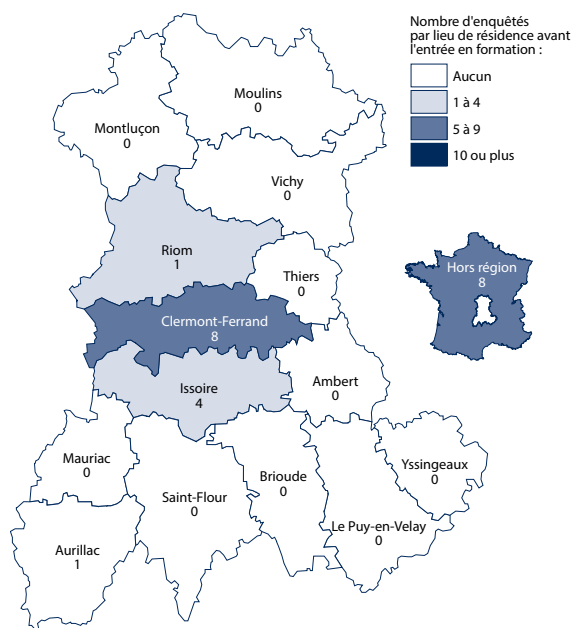 Nombre d'enquêtés
par lieu de résidence avant
l'entrée en formation :
Aucun
1 à 4
5 à 9
10 ou plus
Moulins
0
Montluçon
0
Vichy
0
Riom
1
Thiers
0
Hors région
8
Clermont-Ferrand
8
Issoire
4
Ambert
0
Mauriac
0
Saint-Flour
0
Brioude
0
Yssingeaux
0
Le Puy-en-Velay
0
Aurillac
1